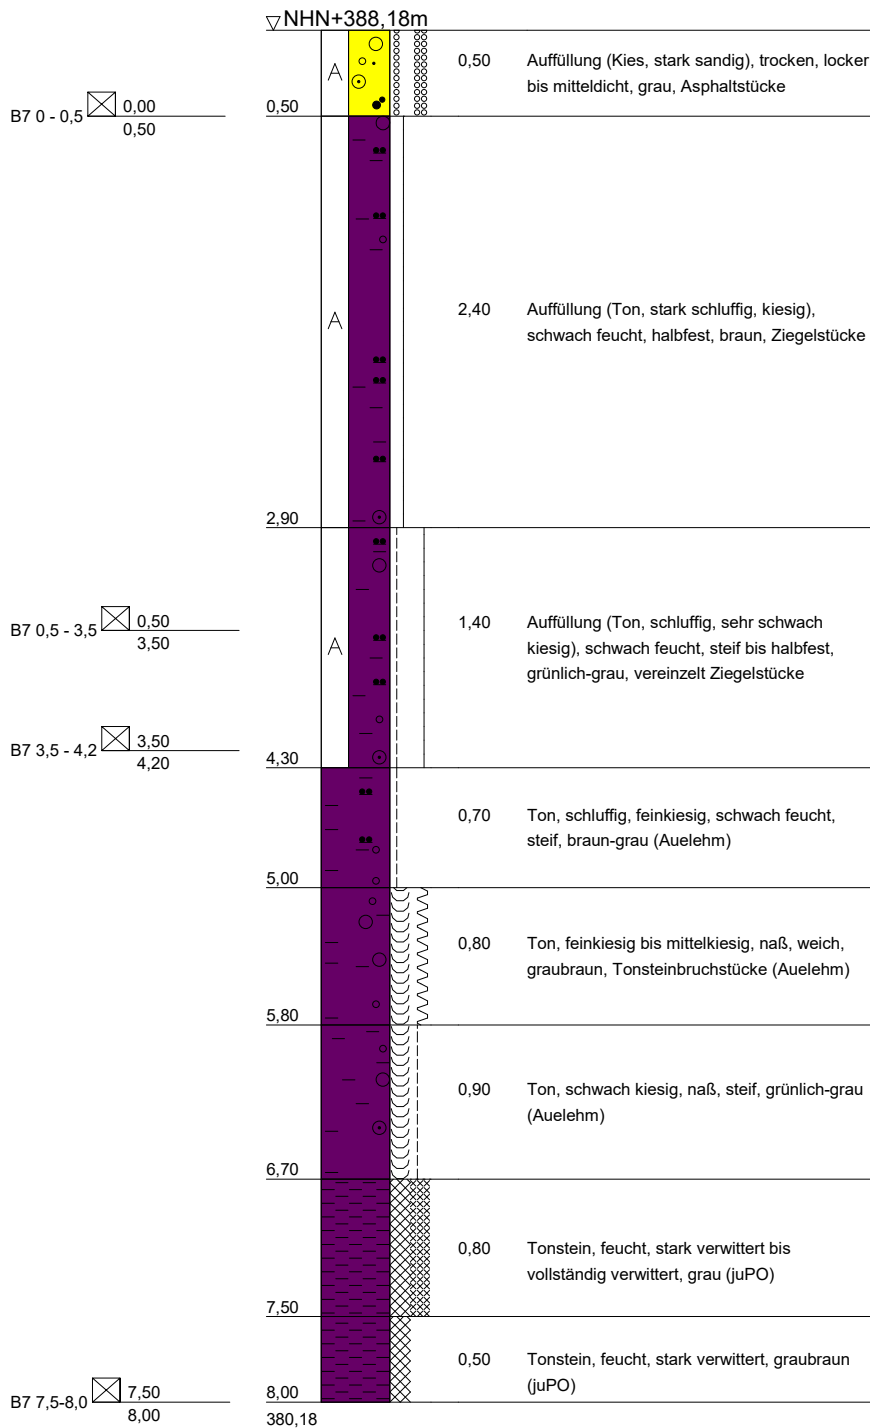 NHN+388,18m
A
0,50
Auffüllung (Kies, stark sandig), trocken, locker
bis mitteldicht, grau, Asphaltstücke
B7 0 - 0,5
0,00
0,50
0,50
A
2,40
Auffüllung (Ton, stark schluffig, kiesig),
schwach feucht, halbfest, braun, Ziegelstücke
2,90
B7 0,5 - 3,5
0,50
3,50
A
1,40
Auffüllung (Ton, schluffig, sehr schwach
kiesig), schwach feucht, steif bis halbfest,
grünlich-grau, vereinzelt Ziegelstücke
B7 3,5 - 4,2
3,50
4,20
4,30
0,70
Ton, schluffig, feinkiesig, schwach feucht,
steif, braun-grau (Auelehm)
5,00
0,80
Ton, feinkiesig bis mittelkiesig, naß, weich,
graubraun, Tonsteinbruchstücke (Auelehm)
5,80
0,90
Ton, schwach kiesig, naß, steif, grünlich-grau
(Auelehm)
6,70
0,80
Tonstein, feucht, stark verwittert bis
vollständig verwittert, grau (juPO)
7,50
0,50
Tonstein, feucht, stark verwittert, graubraun
(juPO)
B7 7,5-8,0
7,50
8,00
8,00
380,18